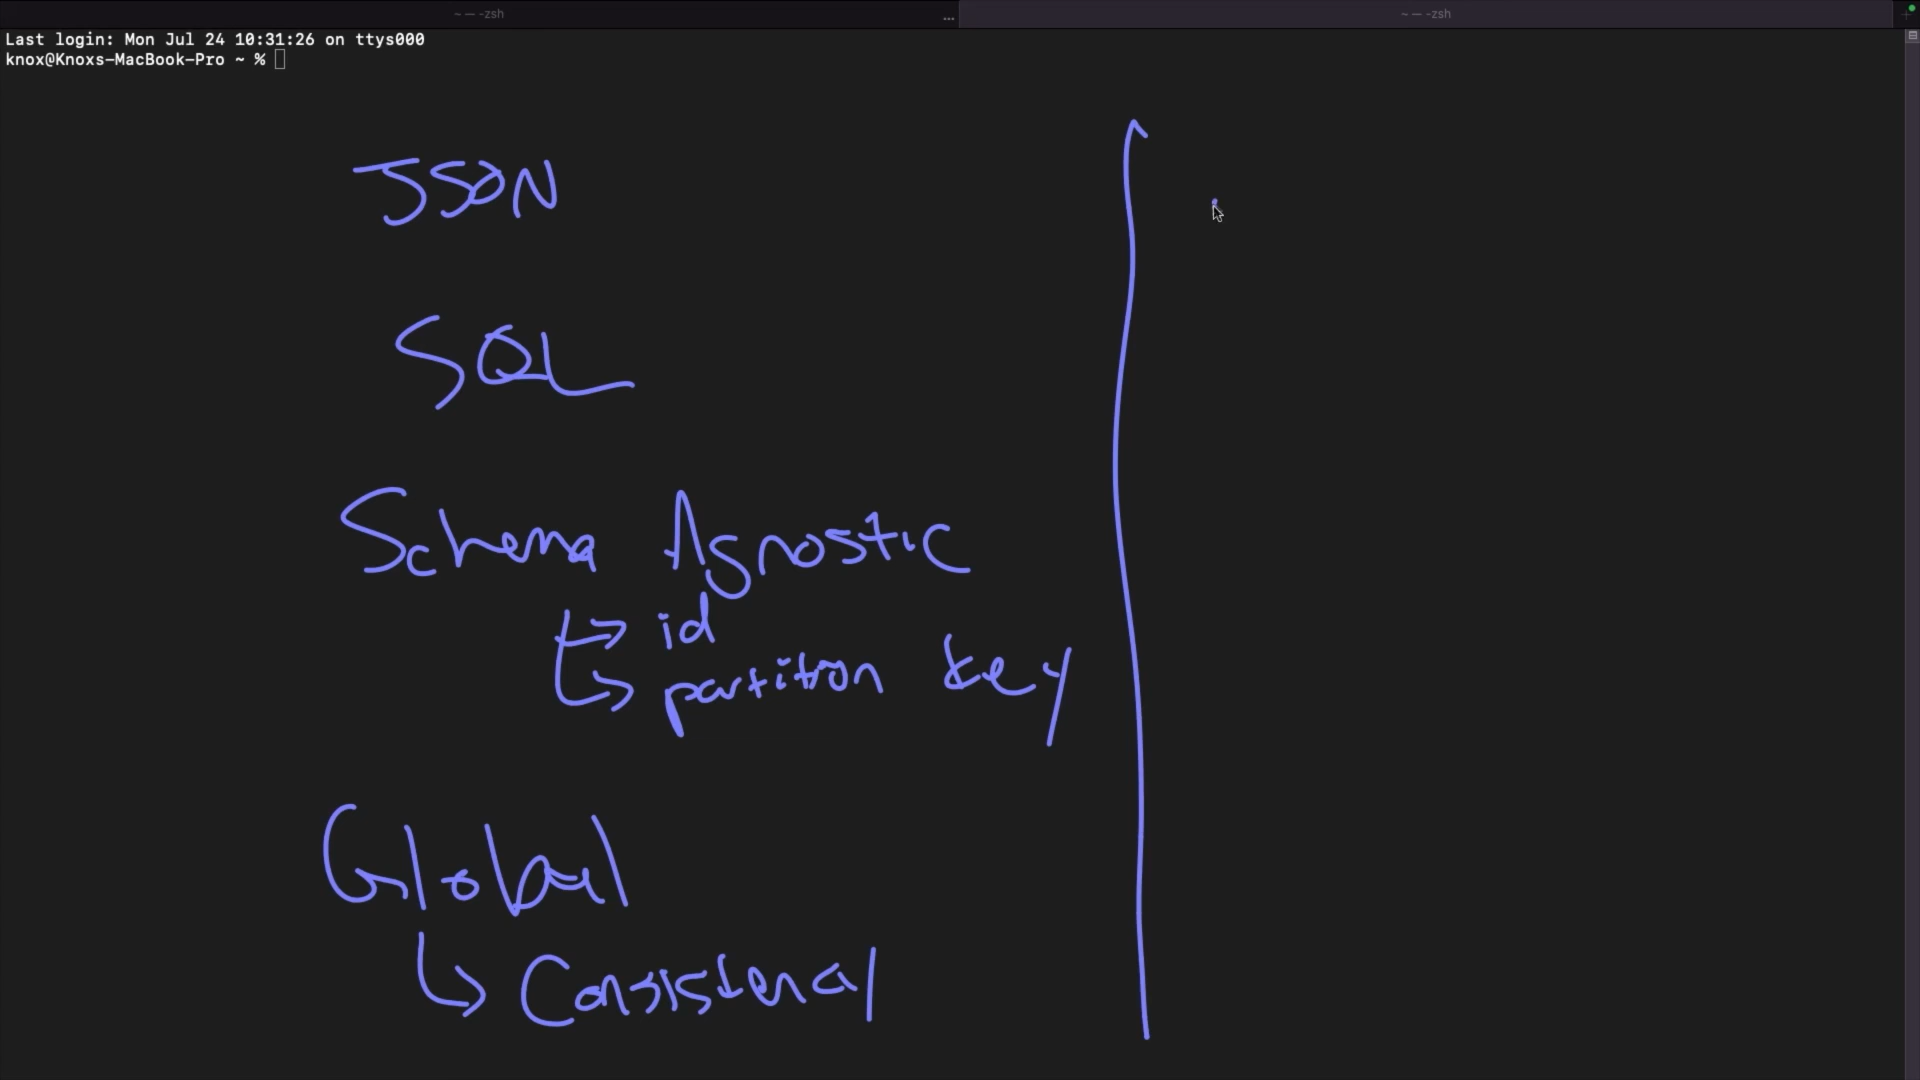 ~ — -zsh
... ~ — -zsh
Last login: Mon Jul 24 10:31:26 on ttys000
knox@Knoxs-MacBook-Pro ~ %
JSON
SQL
Schema Agnostic
id
partition key
Global
Consistency